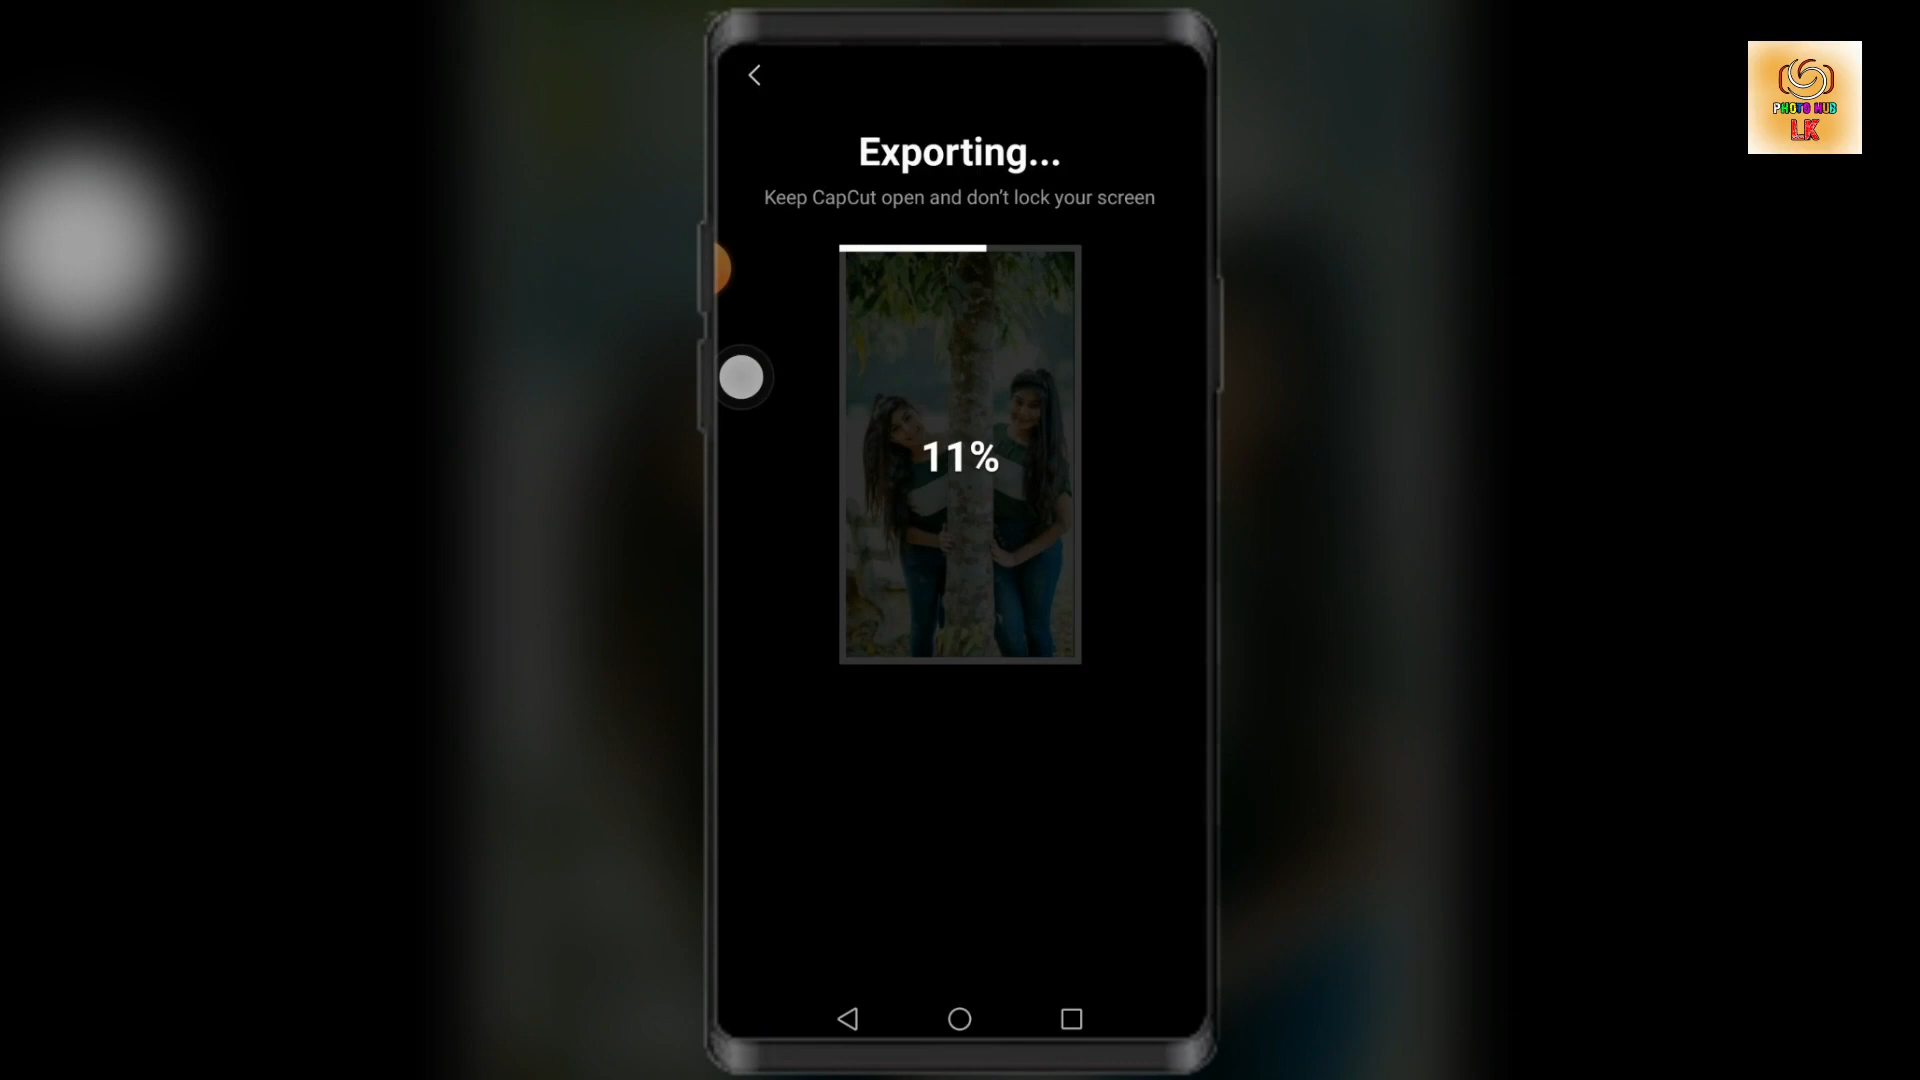 Exporting...
Keep CapCut open and don't lock your screen
11%
PHOTO HUB
LK